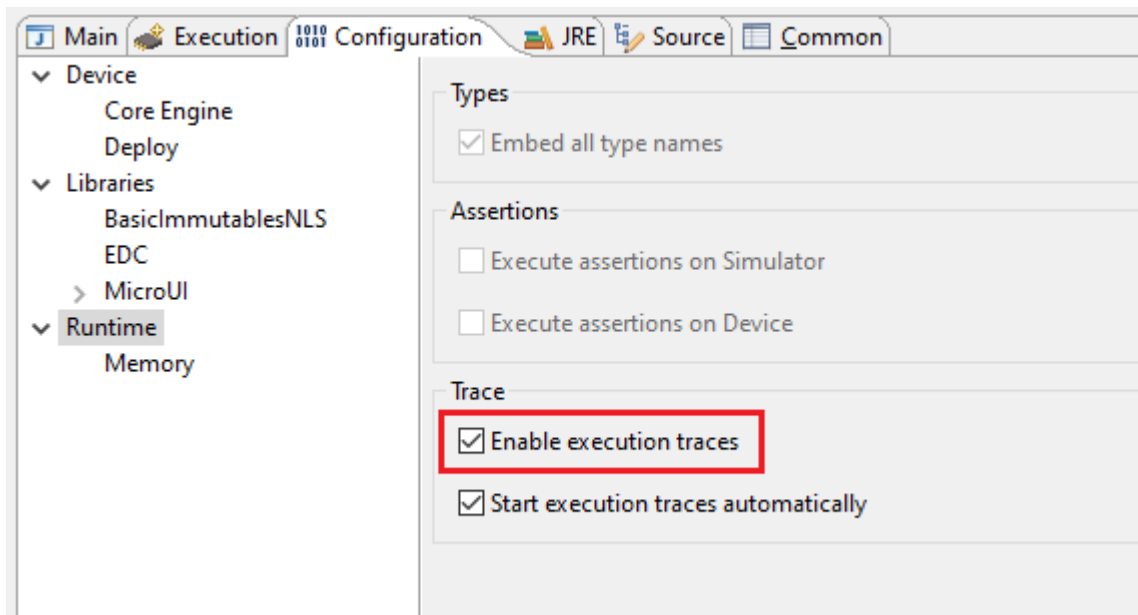 Main Execution Configuration JRE Source Common
Device
Core Engine
Deploy
Libraries
BasicImmutablesNLS
EDC
MicroUI
Runtime
Memory
Types
Embed all type names
Assertions
Execute assertions on Simulator
Execute assertions on Device
Trace
Enable execution traces
Start execution traces automatically